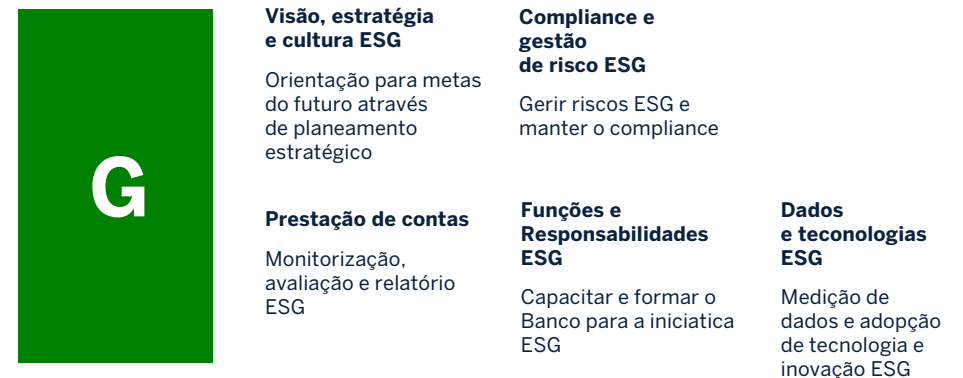 G
Visão, estratégia
e cultura ESG
Orientação para metas
do futuro através
de planeamento
estratégico
Compliance e
gestão
de risco ESG
Gerir riscos ESG e
manter o compliance
Prestação de contas
Monitorização,
avaliação e relatório
ESG
Funções e
Responsabilidades
ESG
Capacitar e formar o
Banco para a iniciatica
ESG
Dados
e teconologias
ESG
Medição de
dados e adopção
de tecnologia e
inovação ESG